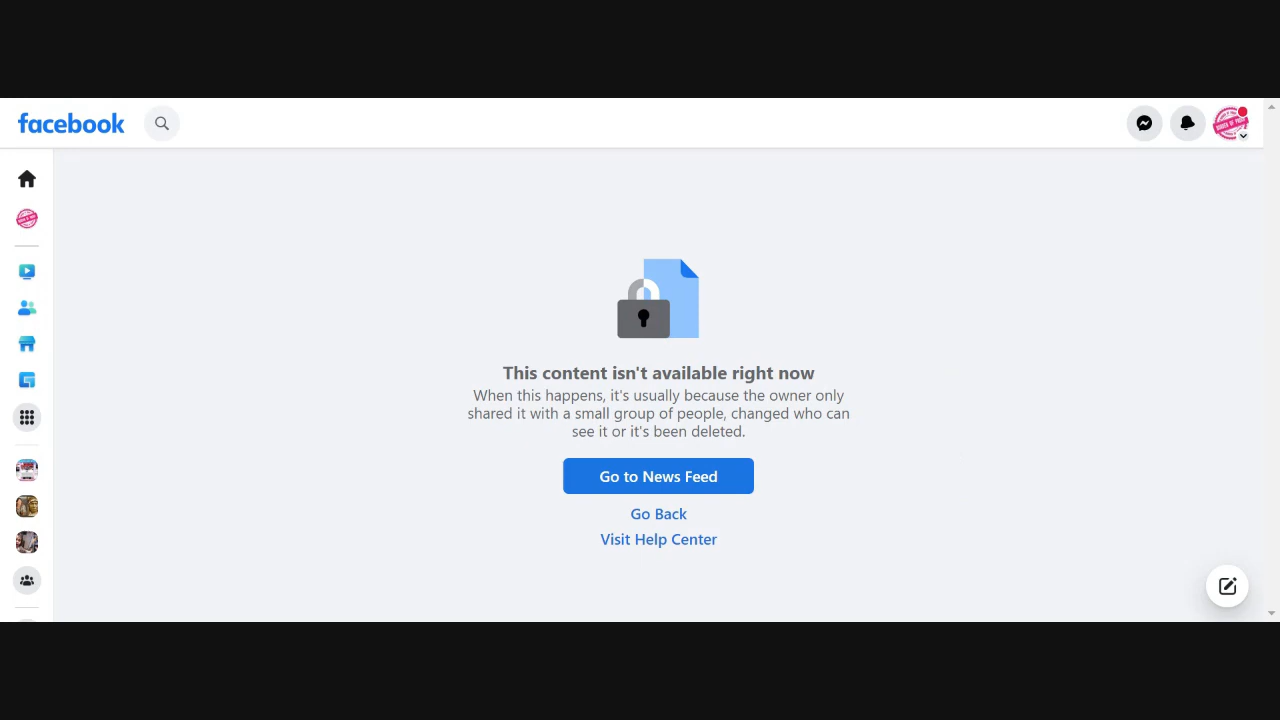 facebook
This content isn't available right now
When this happens, it's usually because the owner only
shared it with a small group of people, changed who can
see it or it's been deleted.
Go to News Feed
Go Back
Visit Help Center